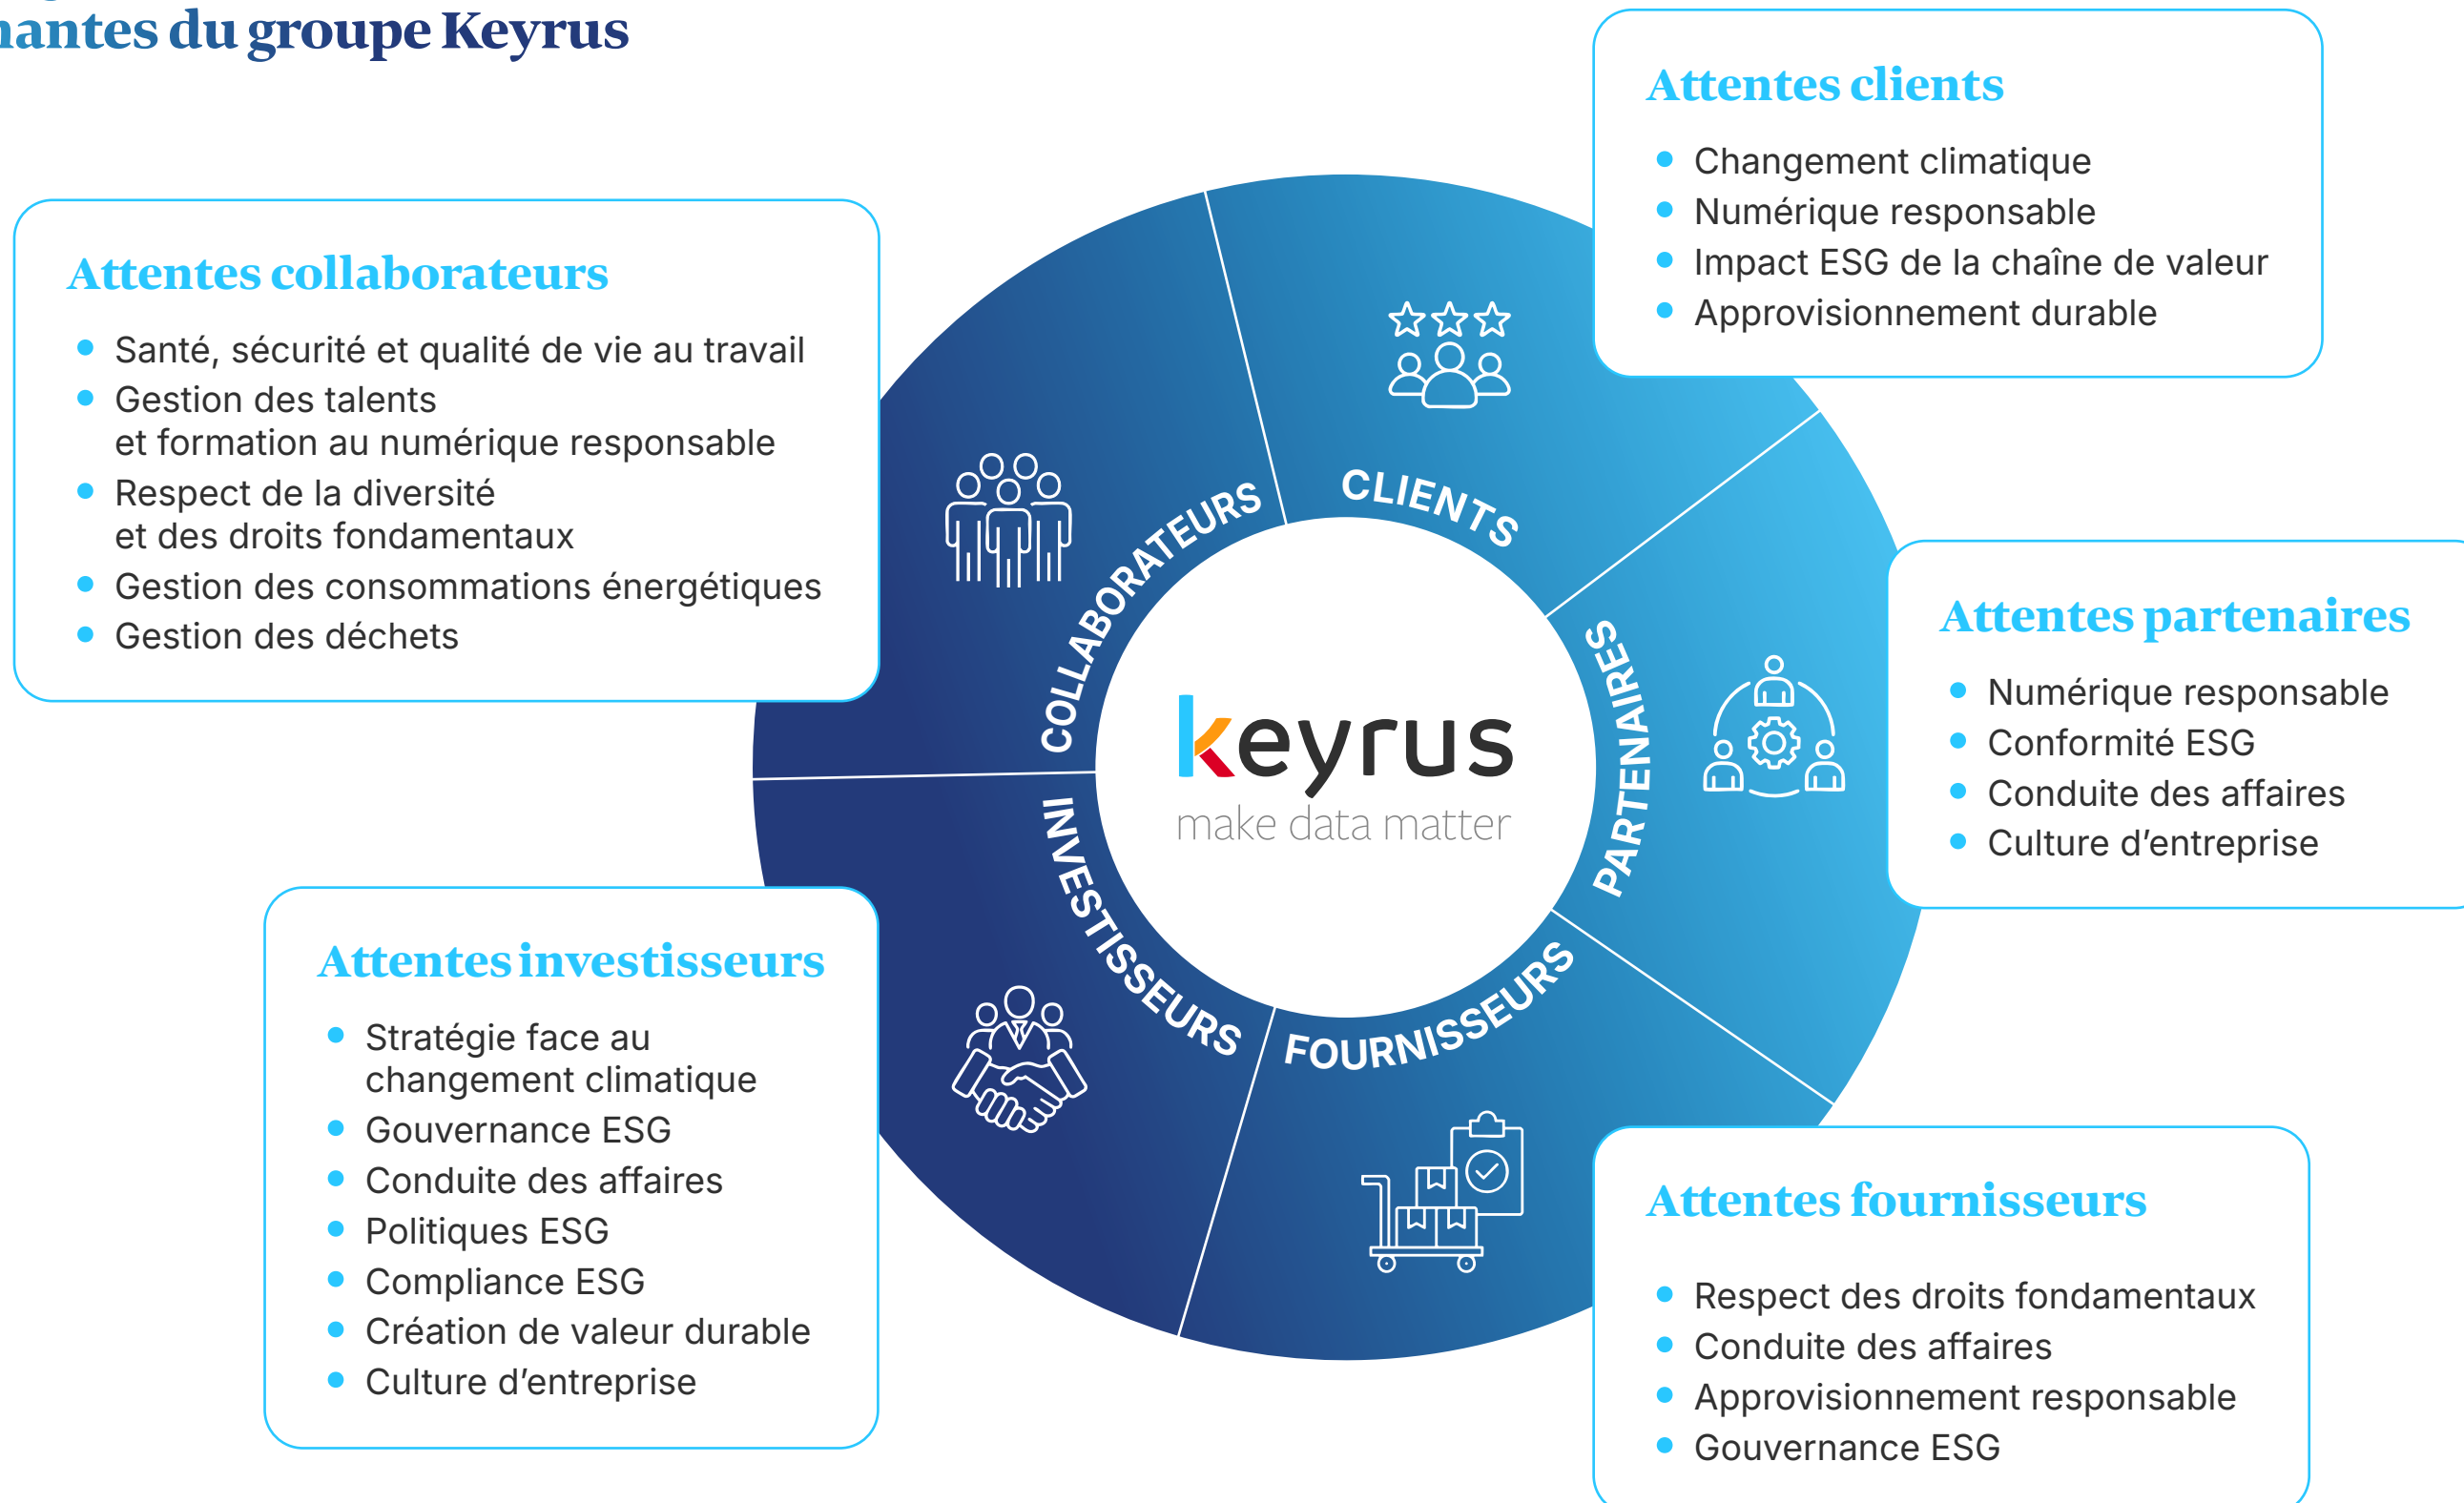 du groupe Keyrus
Attentes clients
Changement climatique
Numérique responsable
Impact ESG de la chaîne de valeur
Approvisionnement durable
Attentes collaborateurs
Santé, sécurité et qualité de vie au travail
Gestion des talents
et formation au numérique responsable
Respect de la diversité
et des droits fondamentaux
Gestion des consommations énergétiques
Gestion des déchets
CLIENTS
COLLABORATEURS
PARTENAIRES
INVESTISSEURS
FOURNISSEURS
keyrus
make data matter
Attentes partenaires
Numérique responsable
Conformité ESG
Conduite des affaires
Culture d’entreprise
Attentes investisseurs
Stratégie face au
changement climatique
Gouvernance ESG
Conduite des affaires
Politiques ESG
Compliance ESG
Création de valeur durable
Culture d’entreprise
Attentes fournisseurs
Respect des droits fondamentaux
Conduite des affaires
Approvisionnement responsable
Gouvernance ESG